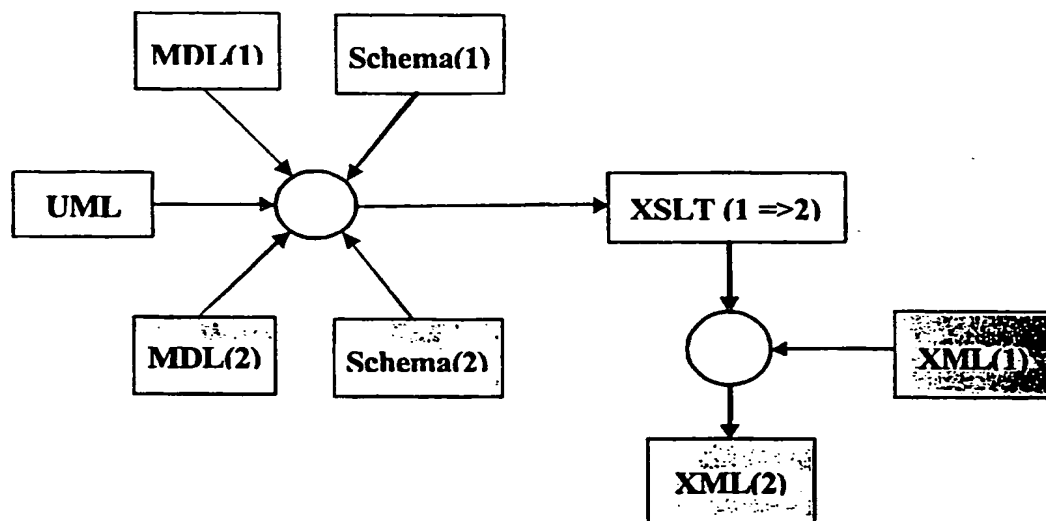 MDL(1)
Schema(1)
UML
XSLT (1 =>2)
MDL(2)
Schema(2)
XML(1)
XML(2)